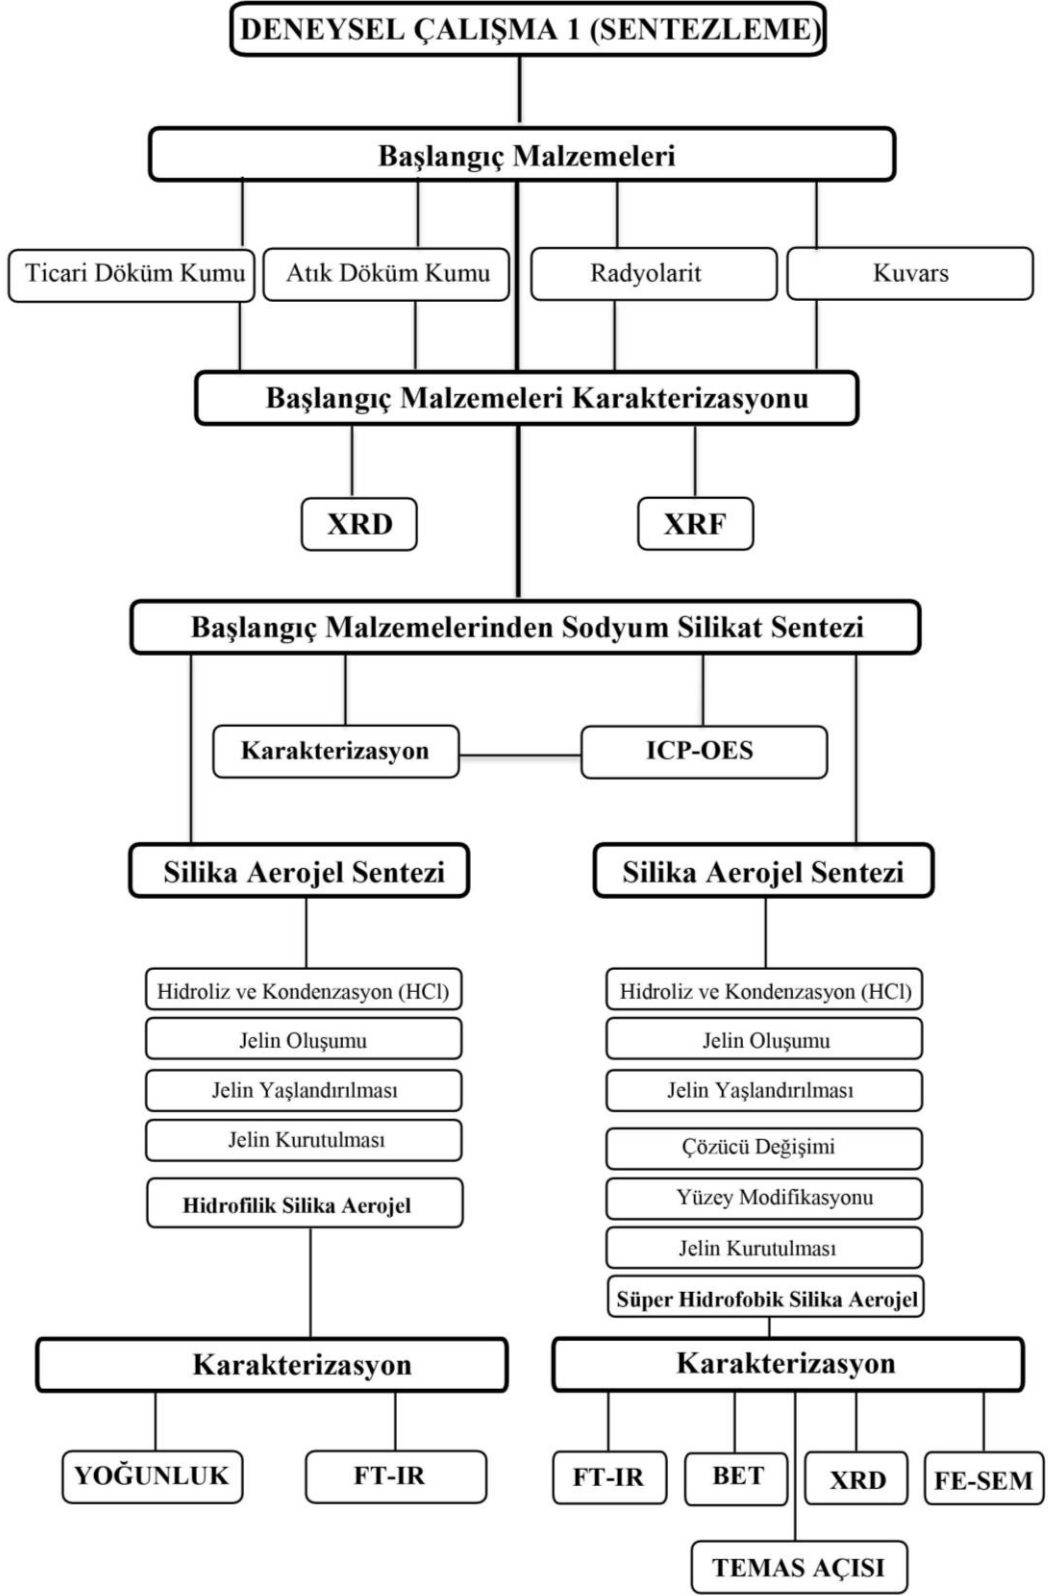 DENEYSEL ÇALIŞMA 1 (SENTEZLEME)
Başlangıç Malzemeleri
Ticari Döküm Kumu
Atık Döküm Kumu
Radyolarit
Kuvars
Başlangıç Malzemeleri Karakterizasyonu
XRD
XRF
Başlangıç Malzemelerinden Sodyum Silikat Sentezi
Karakterizasyon
ICP-OES
Silika Aerojel Sentezi
Hidroliz ve Kondenzasyon (HCl)
Jelin Oluşumu
Jelin Yaşlandırılması
Jelin Kurutulması
Hidrofilik Silika Aerojel
Karakterizasyon
YOĞUNLUK
FT-IR
Silika Aerojel Sentezi
Hidroliz ve Kondenzasyon (HCl)
Jelin Oluşumu
Jelin Yaşlandırılması
Çözücü Değişimi
Yüzey Modifikasyonu
Jelin Kurutulması
Süper Hidrofobik Silika Aerojel
Karakterizasyon
FT-IR
BET
XRD
FE-SEM
TEMAS AÇISI